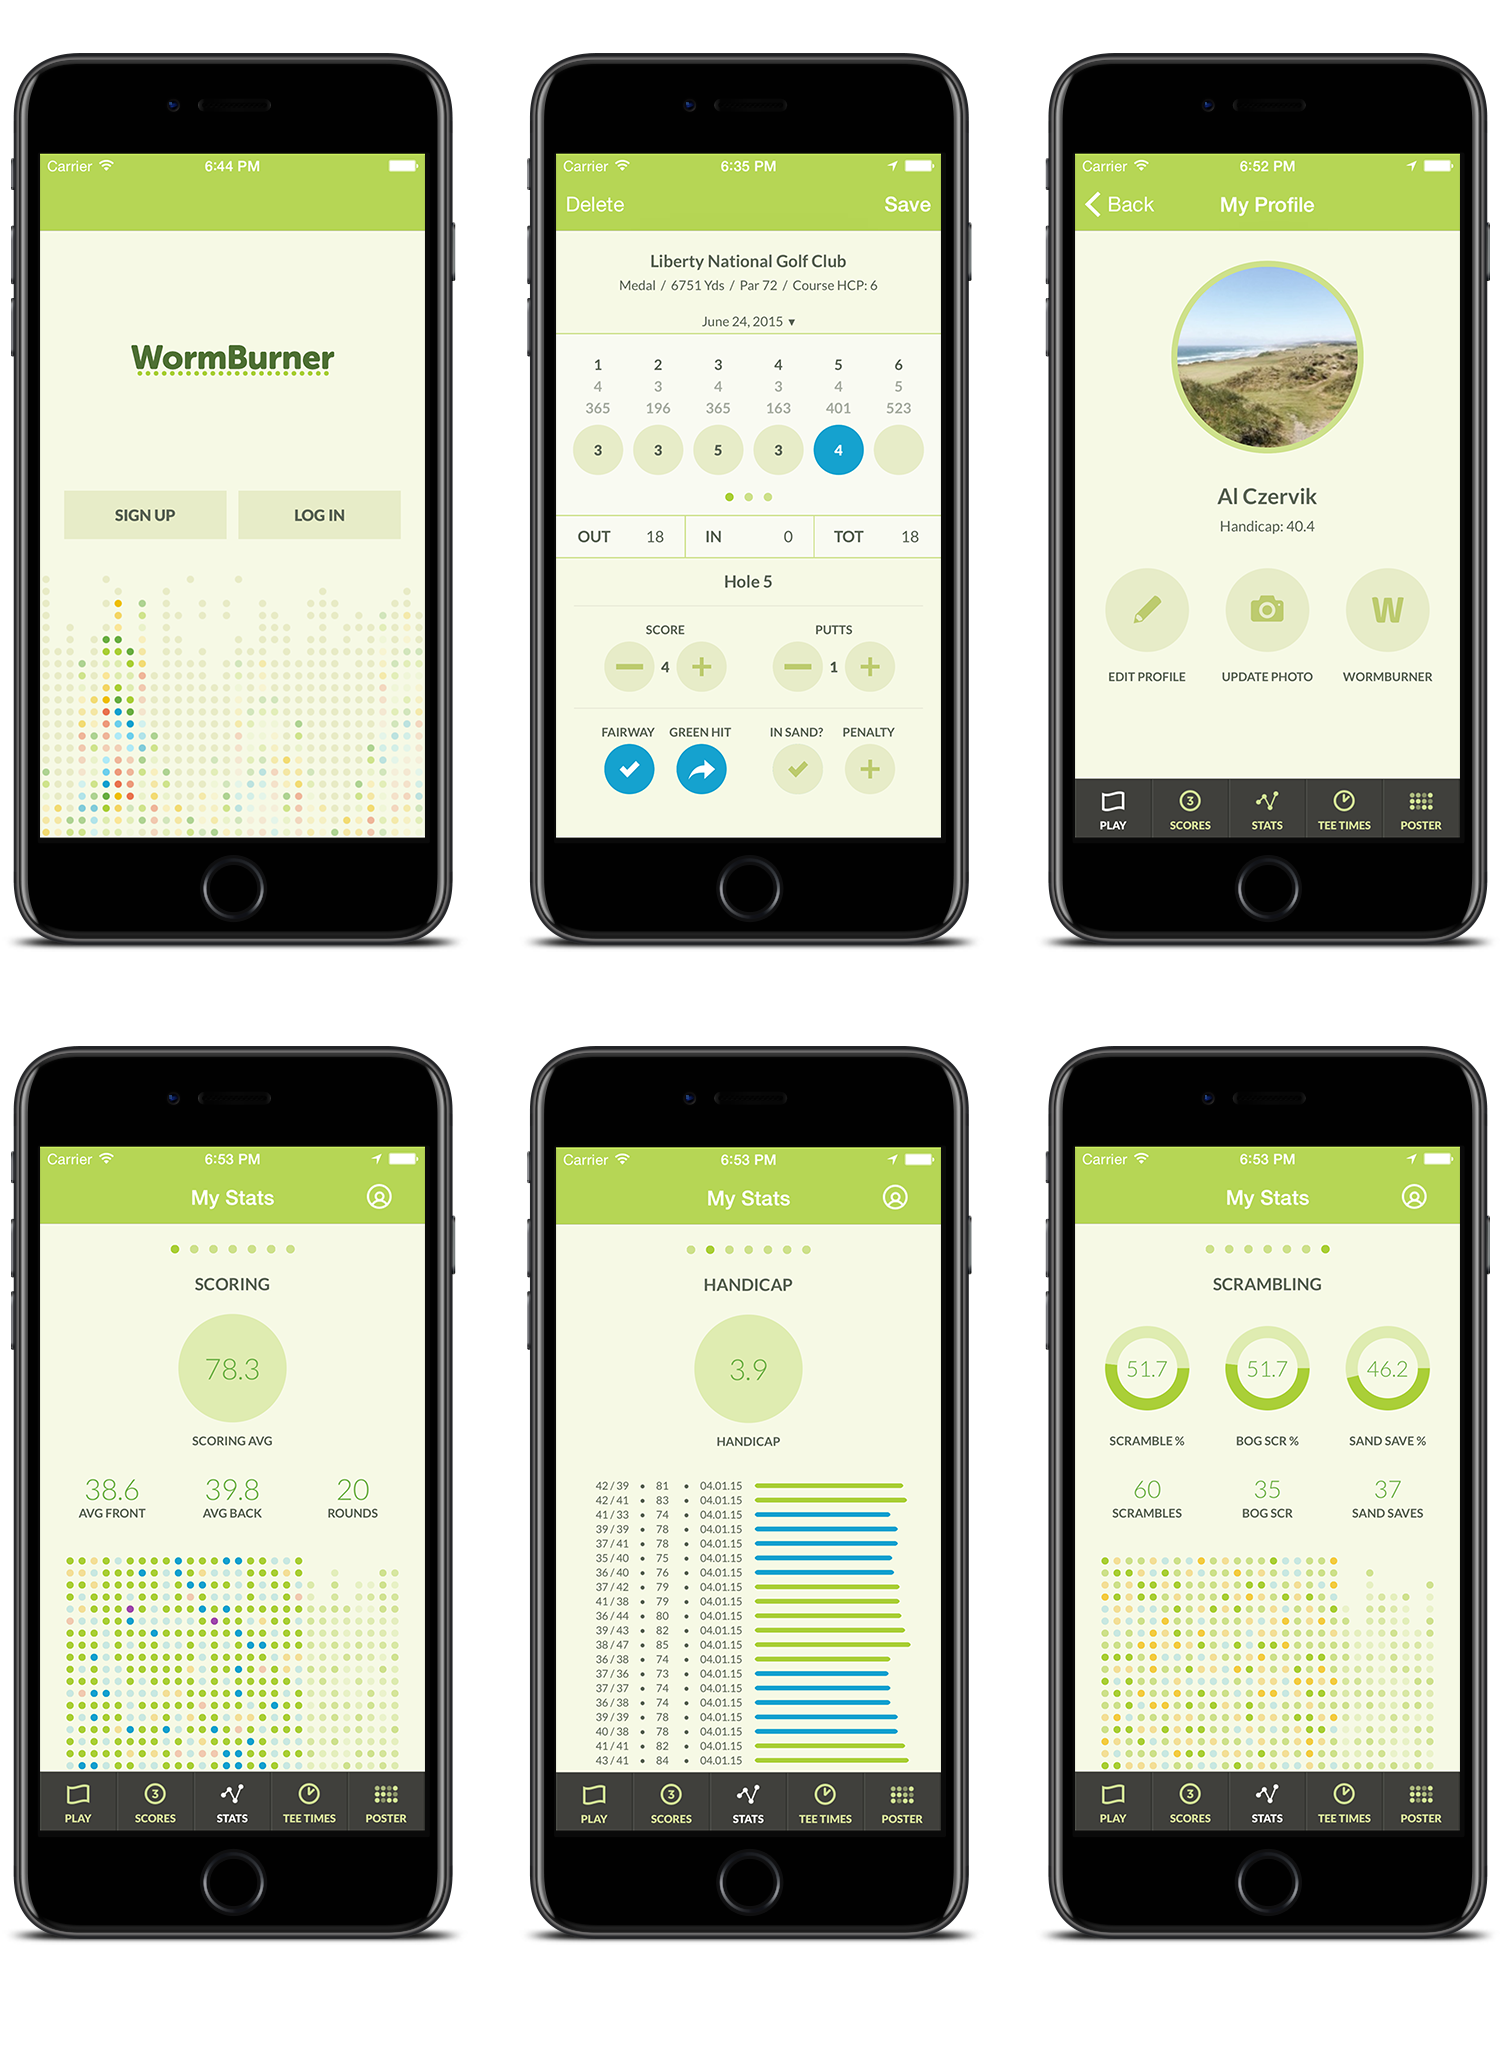 Carrier 6:44 PM
WormBurner
SIGN UP LOG IN
Carrier 6:35 PM
Delete Save
Liberty National Golf Club
Medal / 6751 Yds / Par 72 / Course HCP: 6
June 24, 2015 ▾
1 2 3 4 5 6
4 3 4 3 4 5
365 196 365 163 401 523
3 3 5 3 4
OUT 18 IN 0 TOT 18
Hole 5
SCORE PUTTS
4 1
FAIRWAY GREEN HIT IN SAND? PENALTY
Carrier 6:52 PM
Back My Profile
Al Czervik
Handicap: 40.4
W
EDIT PROFILE UPDATE PHOTO WORMBURNER
3
PLAY SCORES STATS TEE TIMES POSTER
Carrier 6:53 PM
My Stats
SCORING
78.3
SCORING AVG
38.6 39.8 20
AVG FRONT AVG BACK ROUNDS
3
PLAY SCORES STATS TEE TIMES POSTER
Carrier 6:53 PM
My Stats
HANDICAP
3.9
HANDICAP
42 / 39 • 81 • 04.01.15
42 / 41 • 83 • 04.01.15
41 / 33 • 74 • 04.01.15
39 / 39 • 78 • 04.01.15
37 / 41 • 78 • 04.01.15
35 / 40 • 75 • 04.01.15
36 / 40 • 76 • 04.01.15
37 / 42 • 79 • 04.01.15
41 / 38 • 79 • 04.01.15
36 / 44 • 80 • 04.01.15
39 / 43 • 82 • 04.01.15
38 / 47 • 85 • 04.01.15
36 / 38 • 74 • 04.01.15
37 / 36 • 73 • 04.01.15
37 / 37 • 74 • 04.01.15
36 / 38 • 74 • 04.01.15
39 / 39 • 78 • 04.01.15
40 / 38 • 78 • 04.01.15
41 / 41 • 82 • 04.01.15
43 / 41 • 84 • 04.01.15
3
PLAY SCORES STATS TEE TIMES POSTER
Carrier 6:53 PM
My Stats
SCRAMBLING
51.7 51.7 46.2
SCRAMBLE % BOG SCR % SAND SAVE %
60 35 37
SCRAMBLES BOG SCR SAND SAVES
3
PLAY SCORES STATS TEE TIMES POSTER